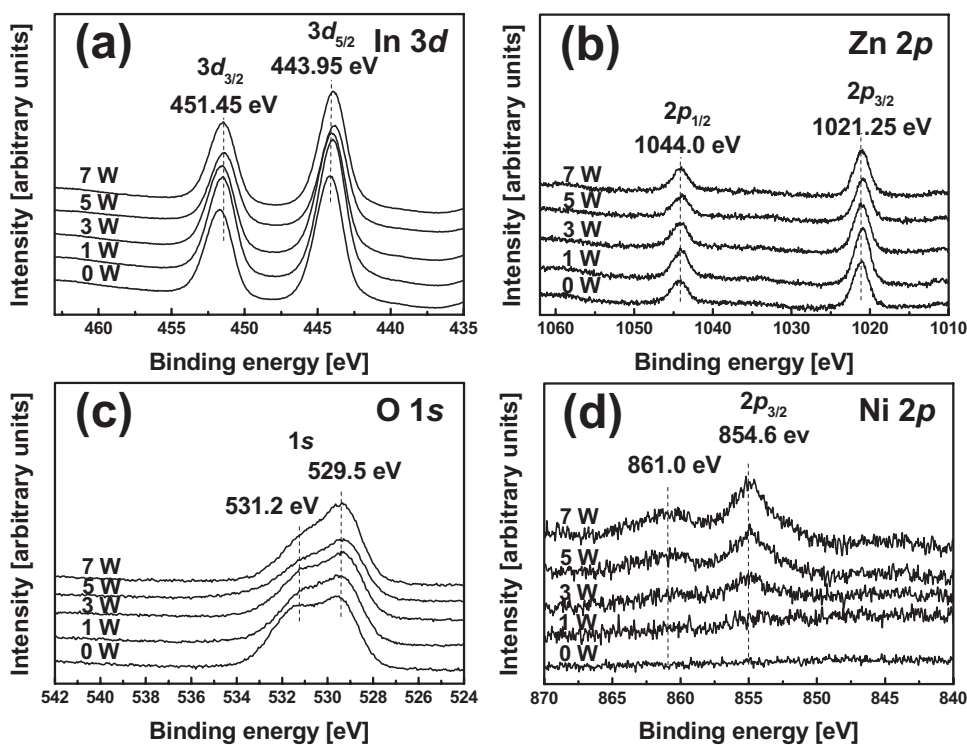 (a)
In 3d
3d5/2
443.95 eV
3d3/2
451.45 eV
7 W
5 W
3 W
1 W
0 W
460 455 450 445 440 435
Binding energy [eV]
Intensity [arbitrary units]
(b)
Zn 2p
2p1/2
1044.0 eV
2p3/2
1021.25 eV
7 W
5 W
3 W
1 W
0 W
1060 1050 1040 1030 1020 1010
Binding energy [eV]
Intensity [arbitrary units]
(c)
O 1s
1s
529.5 eV
531.2 eV
7 W
5 W
3 W
1 W
0 W
542 540 538 536 534 532 530 528 526 524
Binding energy [eV]
Intensity [arbitrary units]
(d)
Ni 2p
2p3/2
854.6 ev
861.0 eV
7 W
5 W
3 W
1 W
0 W
870 865 860 855 850 845 840
Binding energy [eV]
Intensity [arbitrary units]